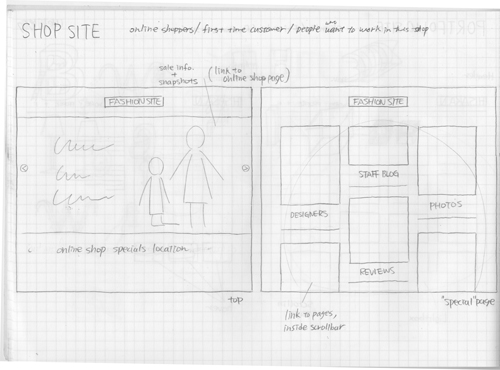 SHOP SITE
online shoppers / first time customer / people who want to work in this shop
sale info.
+
snapshots
(link to
online shop page)
FASHION SITE
online shop specials location
top
FASHION SITE
STAFF BLOG
DESIGNERS
PHOTOS
REVIEWS
link to pages,
inside scrollbar
"special" page